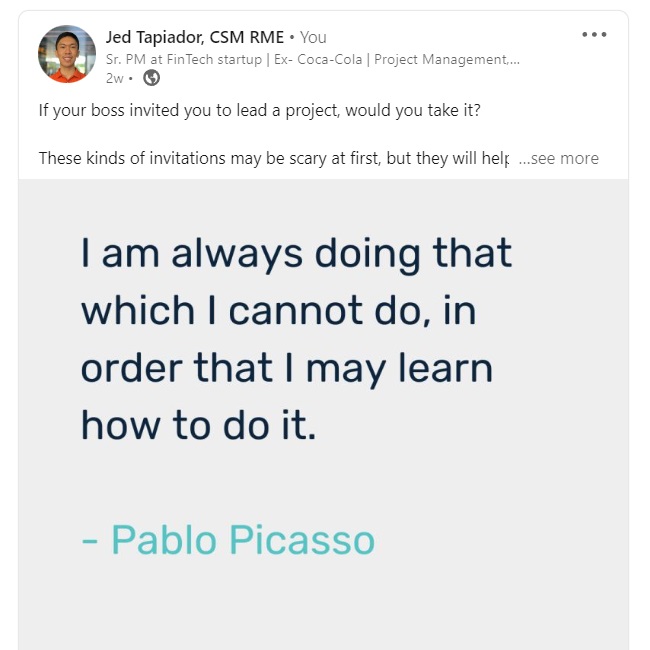 Jed Tapiador, CSM RME • You
Sr. PM at FinTech startup | Ex- Coca-Cola | Project Management,...
2w •
If your boss invited you to lead a project, would you take it?
These kinds of invitations may be scary at first, but they will help ...see more
I am always doing that
which I cannot do, in
order that I may learn
how to do it.
- Pablo Picasso